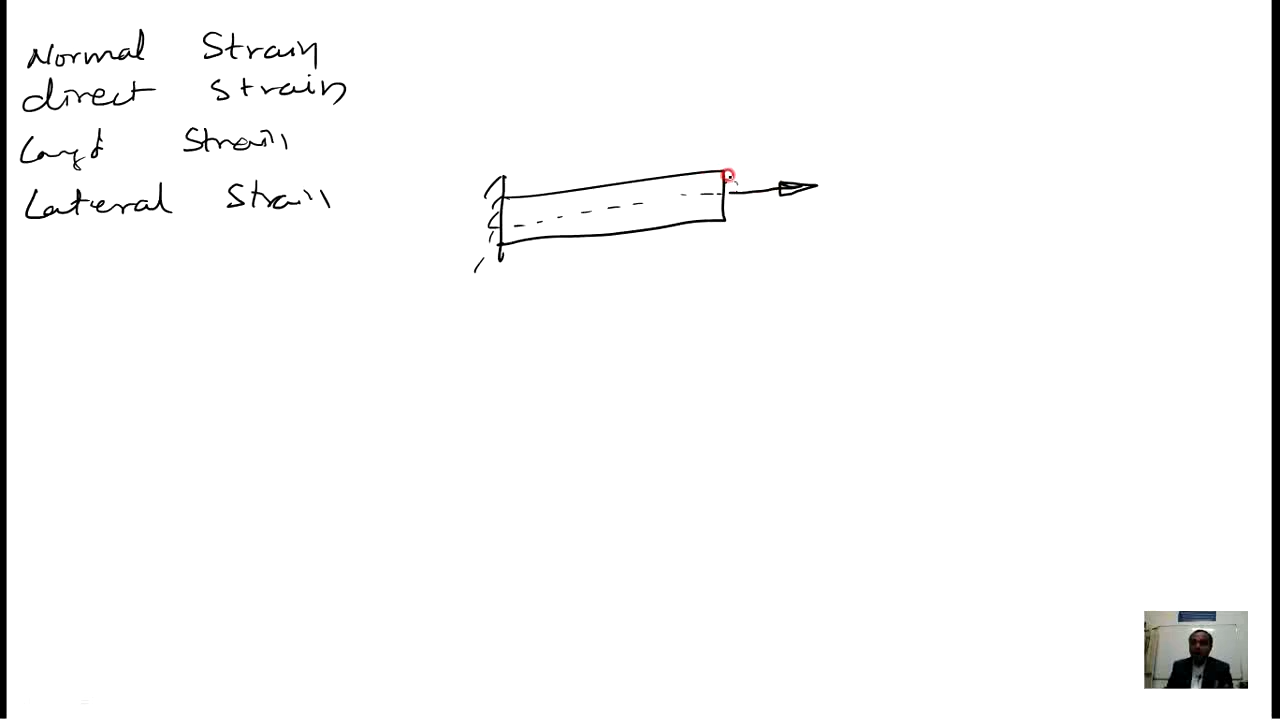 Normal Strain
direct strain
Strain
Lateral Strain